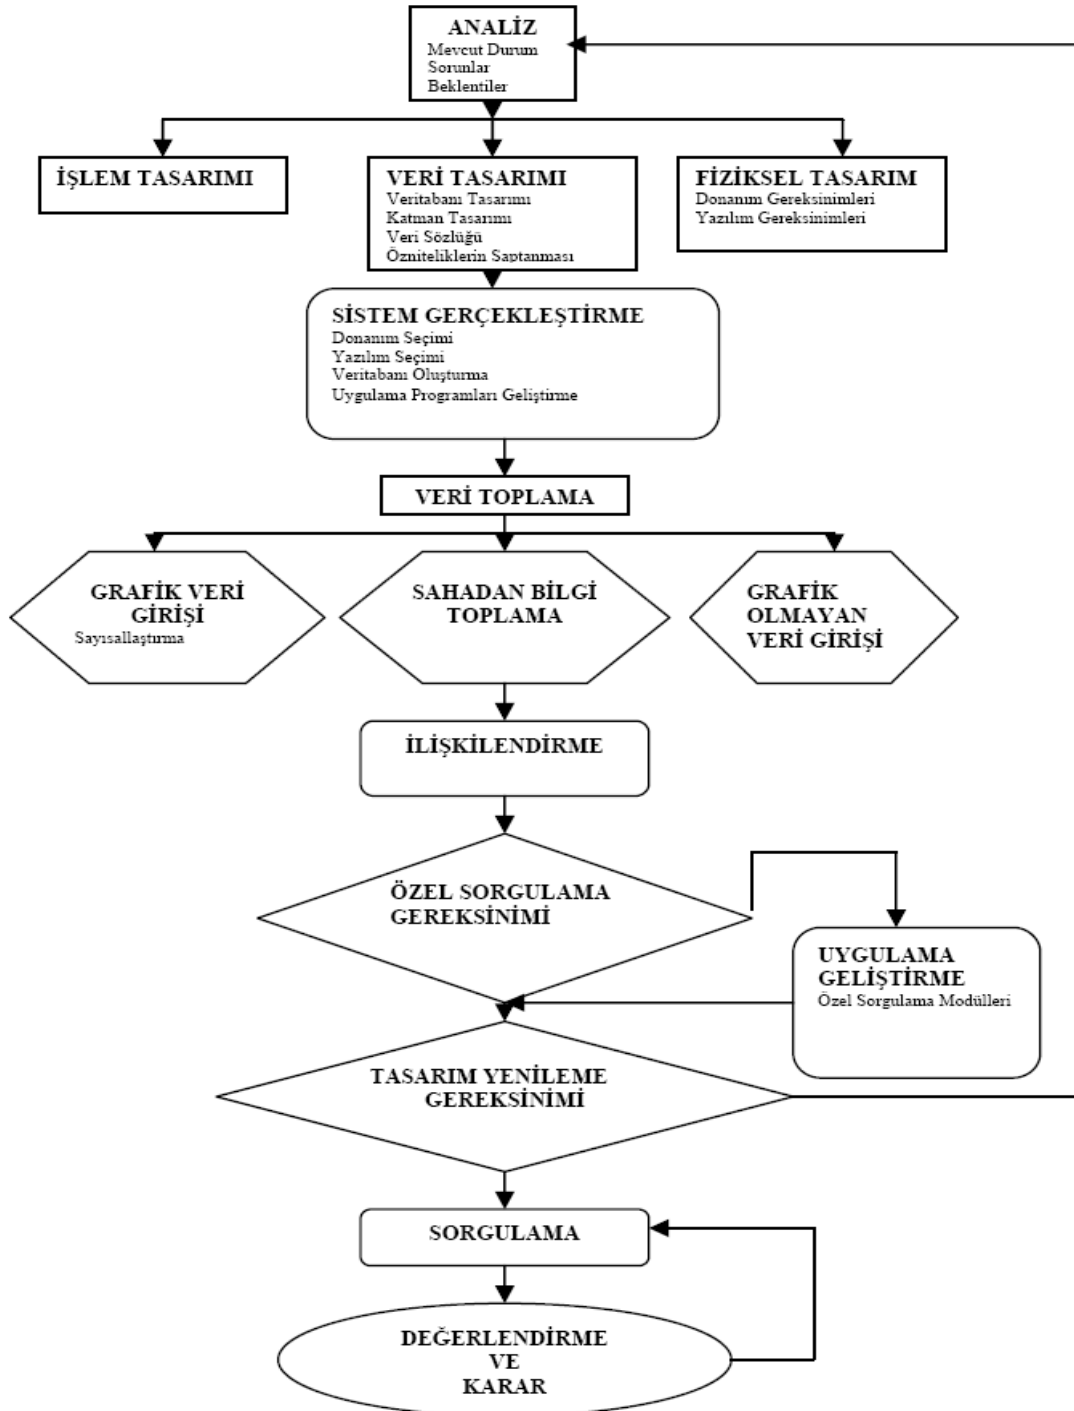 ANALİZ
Mevcut Durum
Sorunlar
Beklentiler
İŞLEM TASARIMI
VERİ TASARIMI
Veritabanı Tasarımı
Katman Tasarımı
Veri Sözlüğü
Özniteliklerin Saptanması
FİZİKSEL TASARIM
Donanım Gereksinimleri
Yazılım Gereksinimleri
SİSTEM GERÇEKLEŞTİRME
Donanım Seçimi
Yazılım Seçimi
Veritabanı Oluşturma
Uygulama Programları Geliştirme
VERİ TOPLAMA
GRAFİK VERİ
GİRİŞİ
Sayısallaştırma
SAHADAN BİLGİ
TOPLAMA
GRAFİK
OLMAYAN
VERİ GİRİŞİ
İLİŞKİLENDİRME
ÖZEL SORGULAMA
GEREKSİNİMİ
UYGULAMA
GELİŞTİRME
Özel Sorgulama Modülleri
TASARIM YENİLEME
GEREKSİNİMİ
SORGULAMA
DEĞERLENDİRME
VE
KARAR